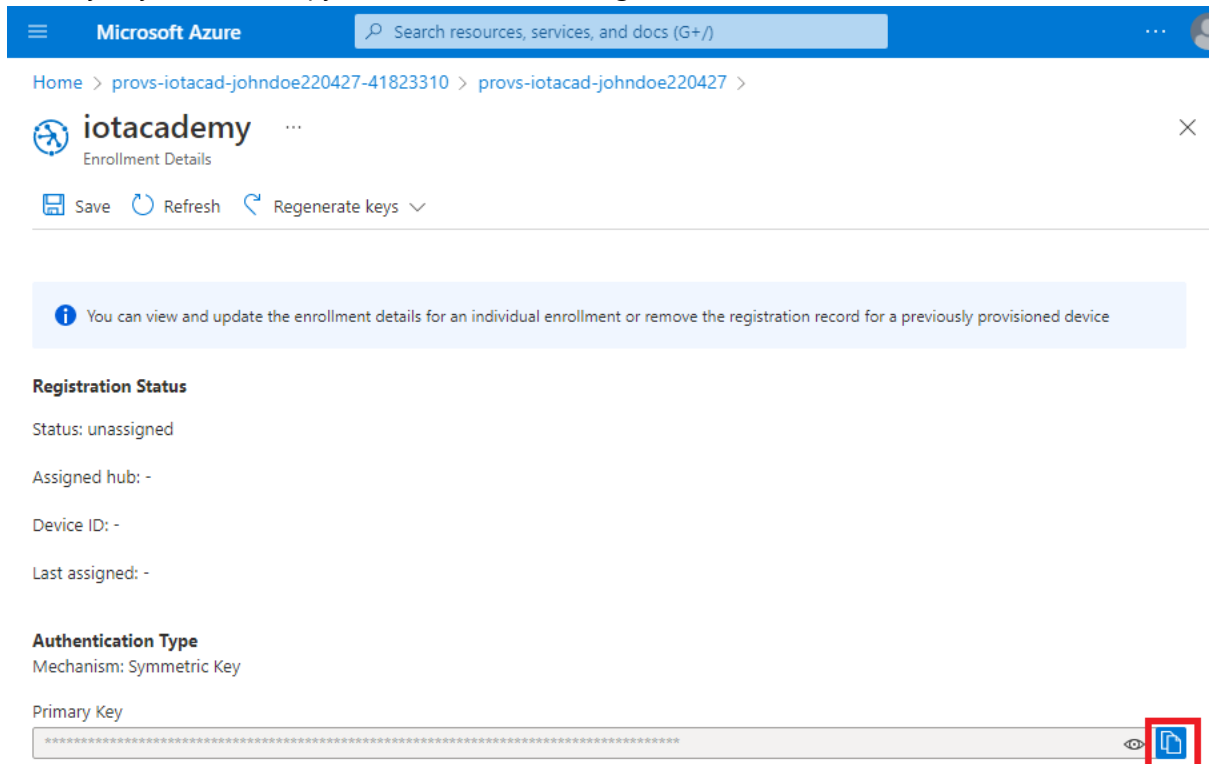 Microsoft Azure
Search resources, services, and docs (G+/)
...
Home > provs-iotacad-johndoe220427-41823310 > provs-iotacad-johndoe220427 >
iotacademy ...
Enrollment Details
Save Refresh Regenerate keys
You can view and update the enrollment details for an individual enrollment or remove the registration record for a previously provisioned device
Registration Status
Status: unassigned
Assigned hub: -
Device ID: -
Last assigned: -
Authentication Type
Mechanism: Symmetric Key
Primary Key